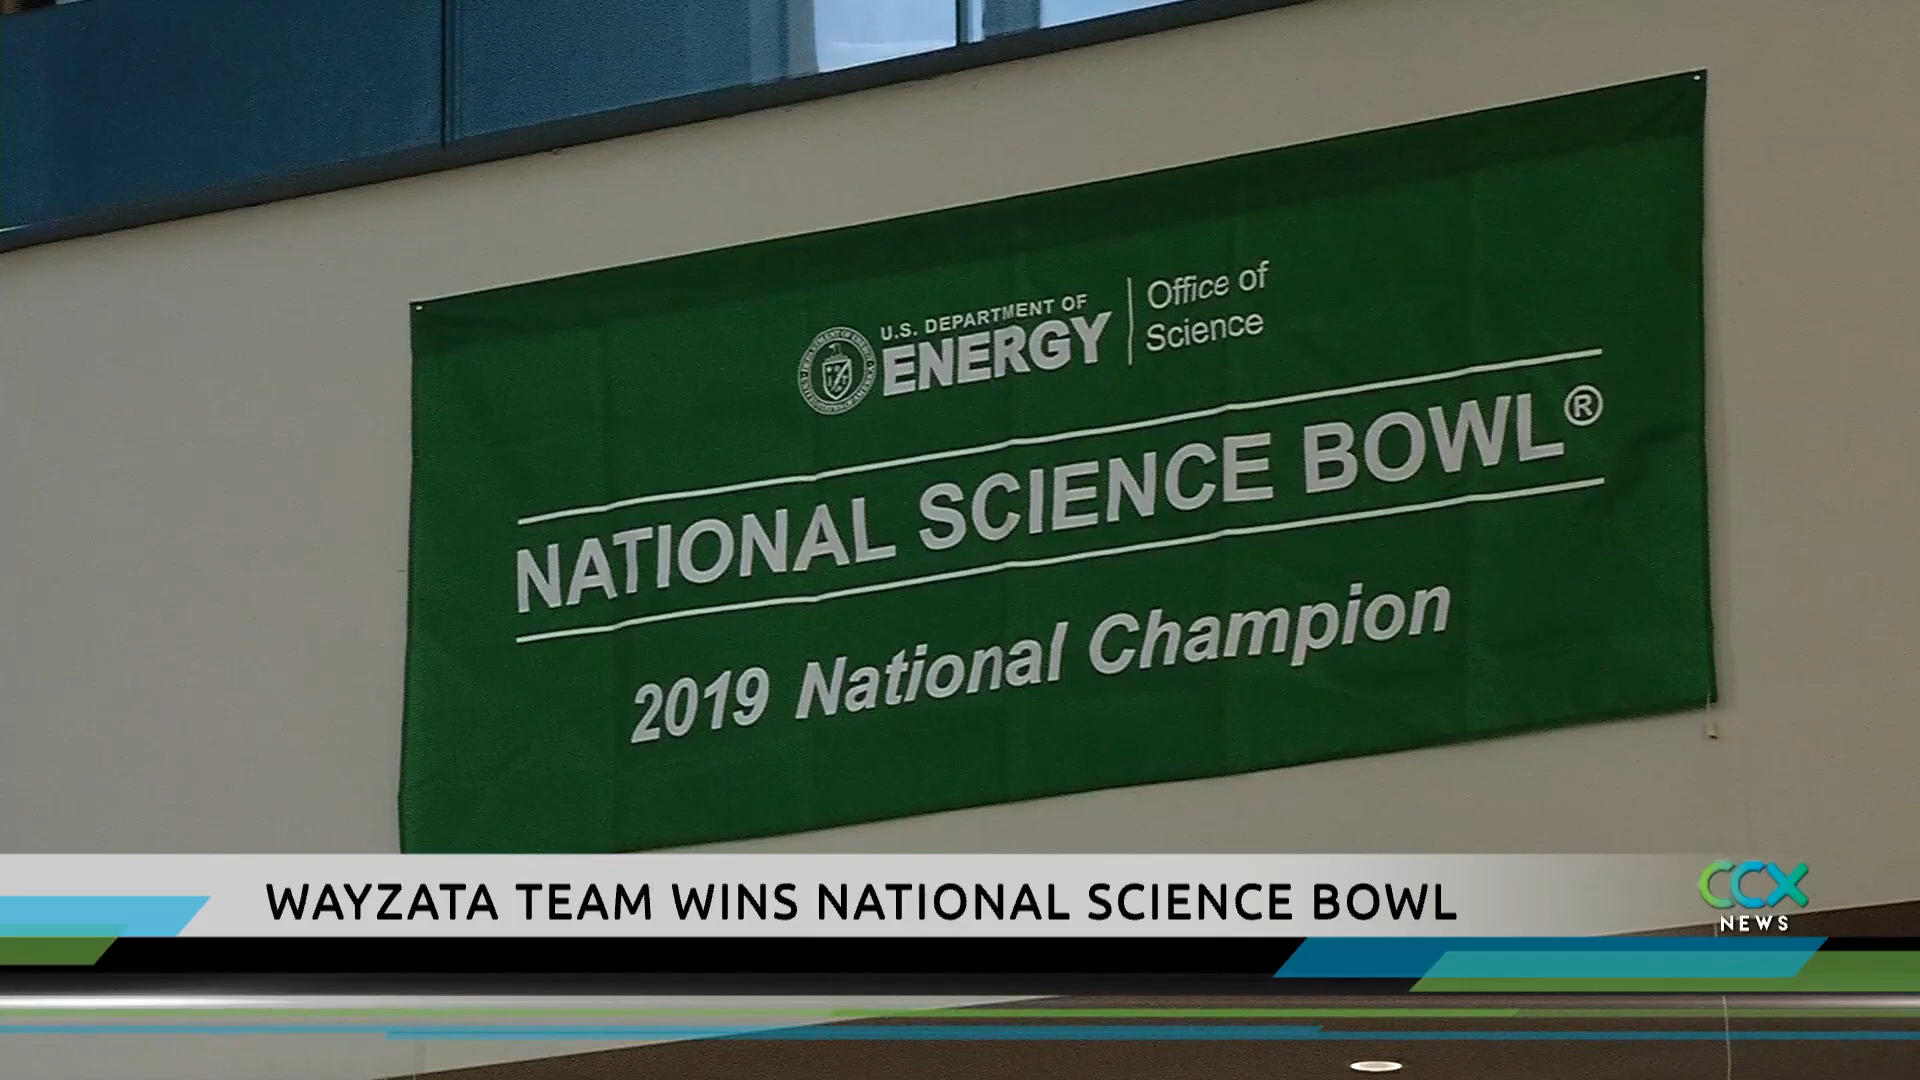 U.S. DEPARTMENT OF
ENERGY
Office of
Science
NATIONAL SCIENCE BOWL®
2019 National Champion
WAYZATA TEAM WINS NATIONAL SCIENCE BOWL
CCX
NEWS